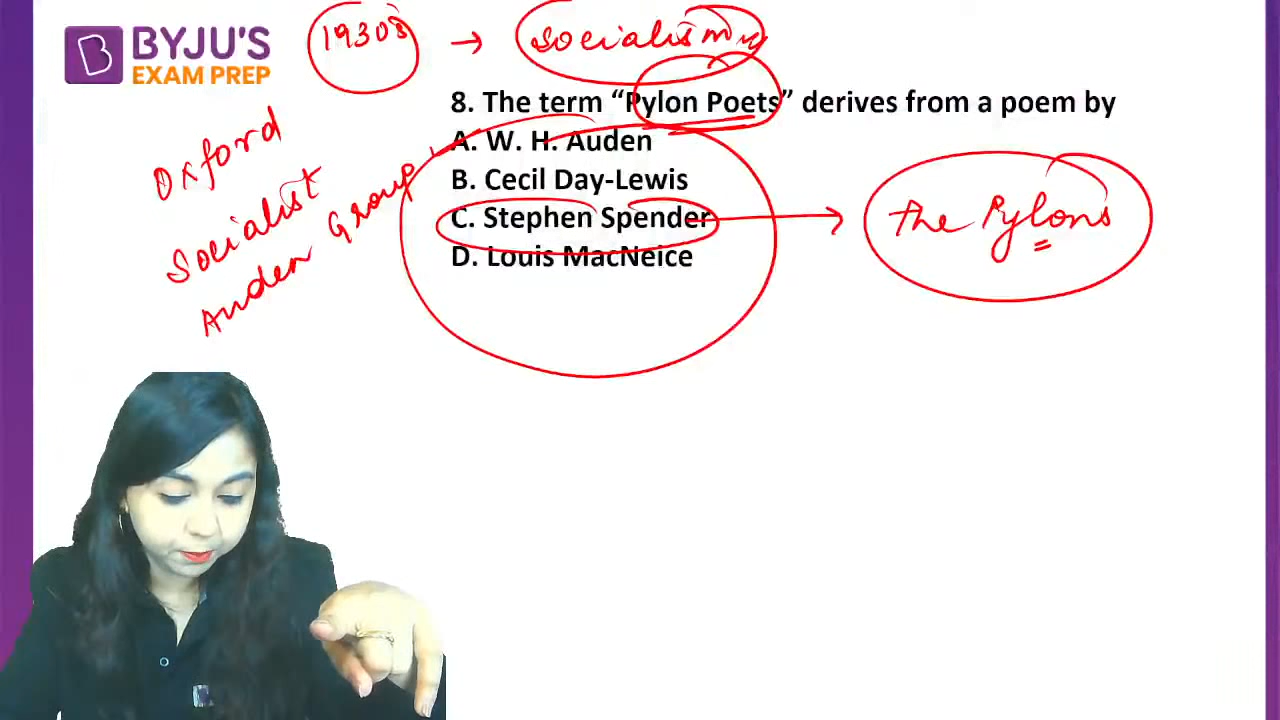 BYJU'S
EXAM PREP
1930s → Socialism
8. The term “Pylon Poets” derives from a poem by
A. W. H. Auden
B. Cecil Day-Lewis
C. Stephen Spender → The Pylons
D. Louis MacNeice
Oxford
Socialist
Auden Group